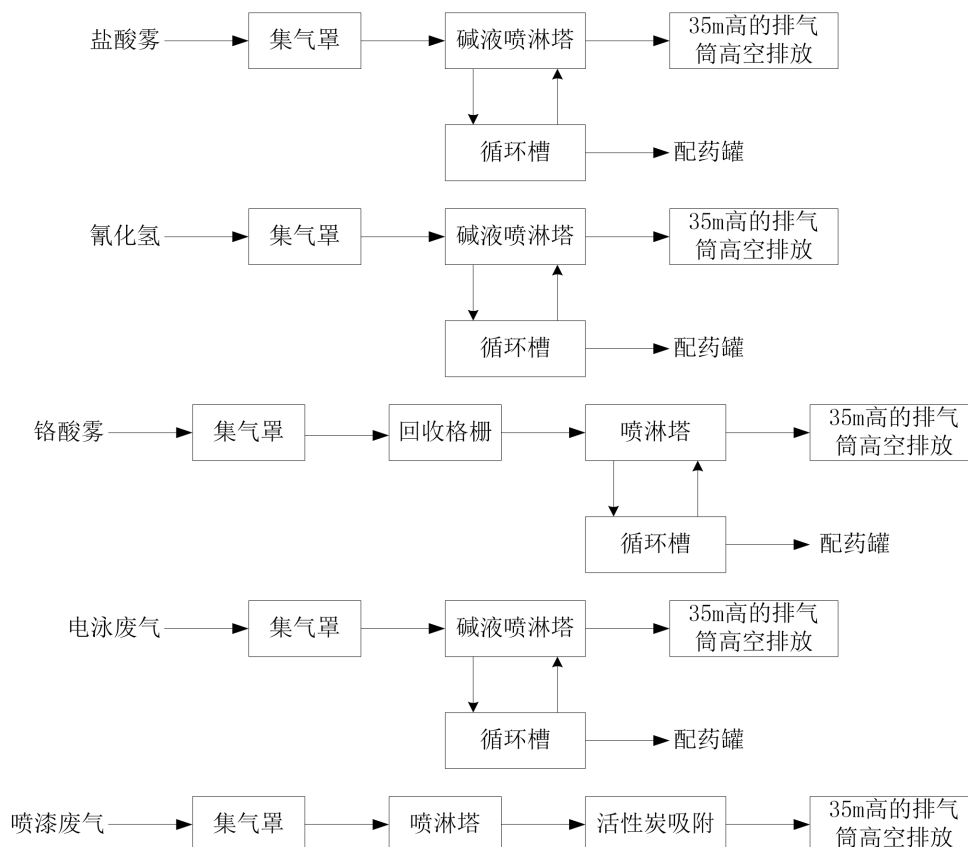 盐酸雾
集气罩
碱液喷淋塔
35m高的排气
筒高空排放
循环槽
配药罐
氰化氢
集气罩
碱液喷淋塔
35m高的排气
筒高空排放
循环槽
配药罐
铬酸雾
集气罩
回收格栅
喷淋塔
35m高的排气
筒高空排放
循环槽
配药罐
电泳废气
集气罩
碱液喷淋塔
35m高的排气
筒高空排放
循环槽
配药罐
喷漆废气
集气罩
喷淋塔
活性炭吸附
35m高的排气
筒高空排放